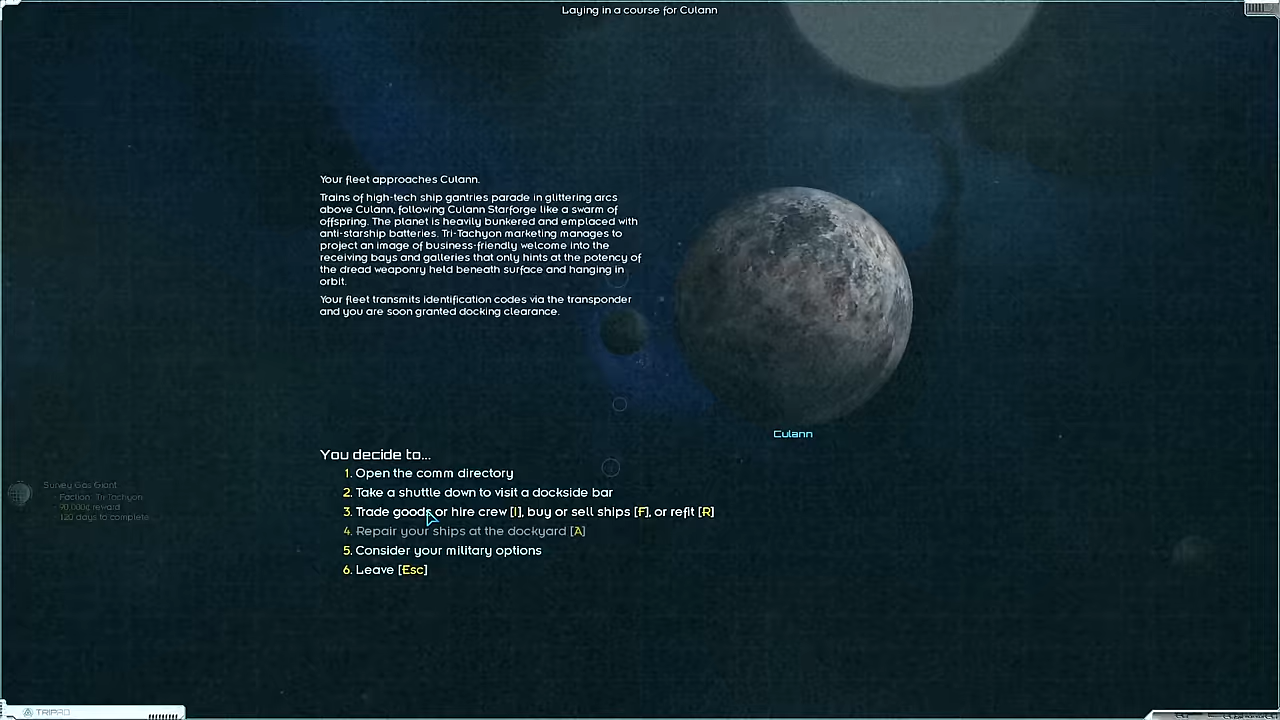 Laying in a course for Culann
Your fleet approaches Culann.
Trains of high-tech ship gantries parade in glittering arcs
above Culann, following Culann Starforge like a swarm of
offspring. The planet is heavily bunkered and emplaced with
anti-starship batteries. Tri-Tachyon marketing manages to
project an image of business-friendly welcome into the
receiving bays and galleries that only hints at the potency of
the dread weaponry held beneath surface and hanging in
orbit.
Your fleet transmits identification codes via the transponder
and you are soon granted docking clearance.
Culann
You decide to...
1. Open the comm directory
2. Take a shuttle down to visit a dockside bar
3. Trade goods or hire crew [I], buy or sell ships [F], or refit [R]
4. Repair your ships at the dockyard [A]
5. Consider your military options
6. Leave [Esc]
Survey Gas Giant
- Faction: Tri-Tachyon
- 90,000¢ reward
- 120 days to complete
TRIPAD